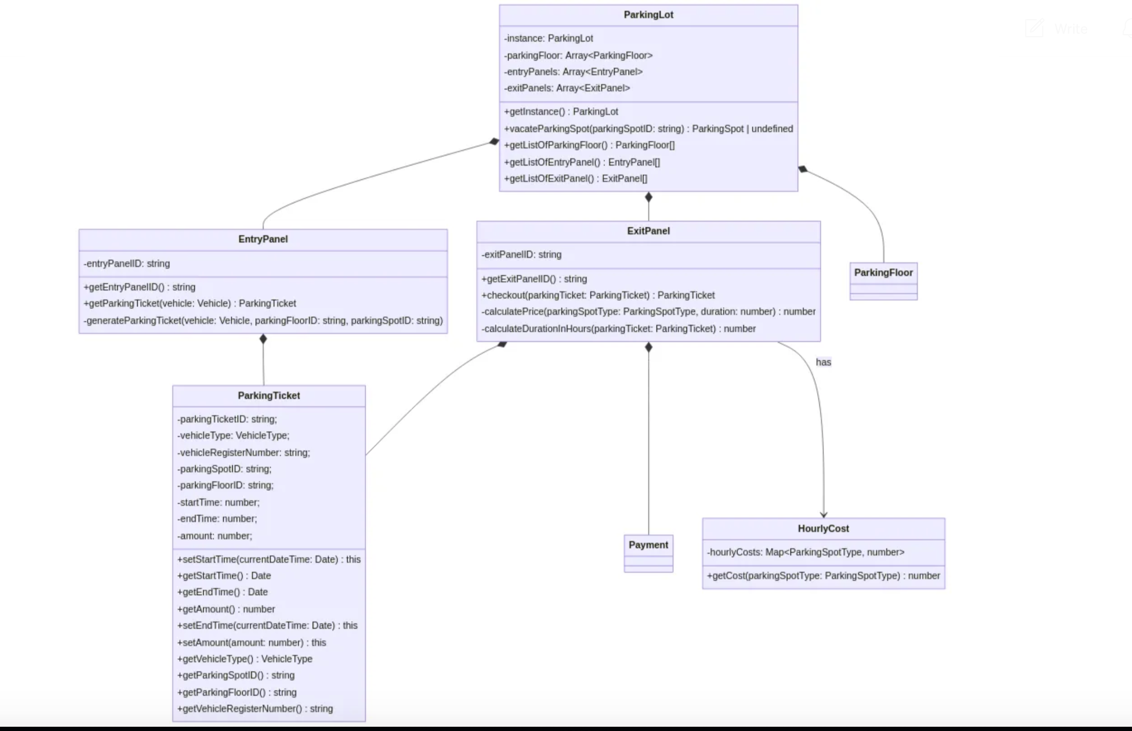 Write
ParkingLot
-instance: ParkingLot
-parkingFloor: Array<ParkingFloor>
-entryPanels: Array<EntryPanel>
-exitPanels: Array<ExitPanel>
+getInstance() : ParkingLot
+vacateParkingSpot(parkingSpotID: string) : ParkingSpot | undefined
+getListOfParkingFloor() : ParkingFloor[]
+getListOfEntryPanel() : EntryPanel[]
+getListOfExitPanel() : ExitPanel[]
EntryPanel
-entryPanelID: string
+getEntryPanelID() : string
+getParkingTicket(vehicle: Vehicle) : ParkingTicket
-generateParkingTicket(vehicle: Vehicle, parkingFloorID: string, parkingSpotID: string)
ExitPanel
-exitPanelID: string
+getExitPanelID() : string
+checkout(parkingTicket: ParkingTicket) : ParkingTicket
-calculatePrice(parkingSpotType: ParkingSpotType, duration: number) : number
-calculateDurationInHours(parkingTicket: ParkingTicket) : number
ParkingFloor
has
ParkingTicket
-parkingTicketID: string;
-vehicleType: VehicleType;
-vehicleRegisterNumber: string;
-parkingSpotID: string;
-parkingFloorID: string;
-startTime: number;
-endTime: number;
-amount: number;
+setStartTime(currentDateTime: Date) : this
+getStartTime() : Date
+getEndTime() : Date
+getAmount() : number
+setEndTime(currentDateTime: Date) : this
+setAmount(amount: number) : this
+getVehicleType() : VehicleType
+getParkingSpotID() : string
+getParkingFloorID() : string
+getVehicleRegisterNumber() : string
Payment
HourlyCost
-hourlyCosts: Map<ParkingSpotType, number>
+getCost(parkingSpotType: ParkingSpotType) : number